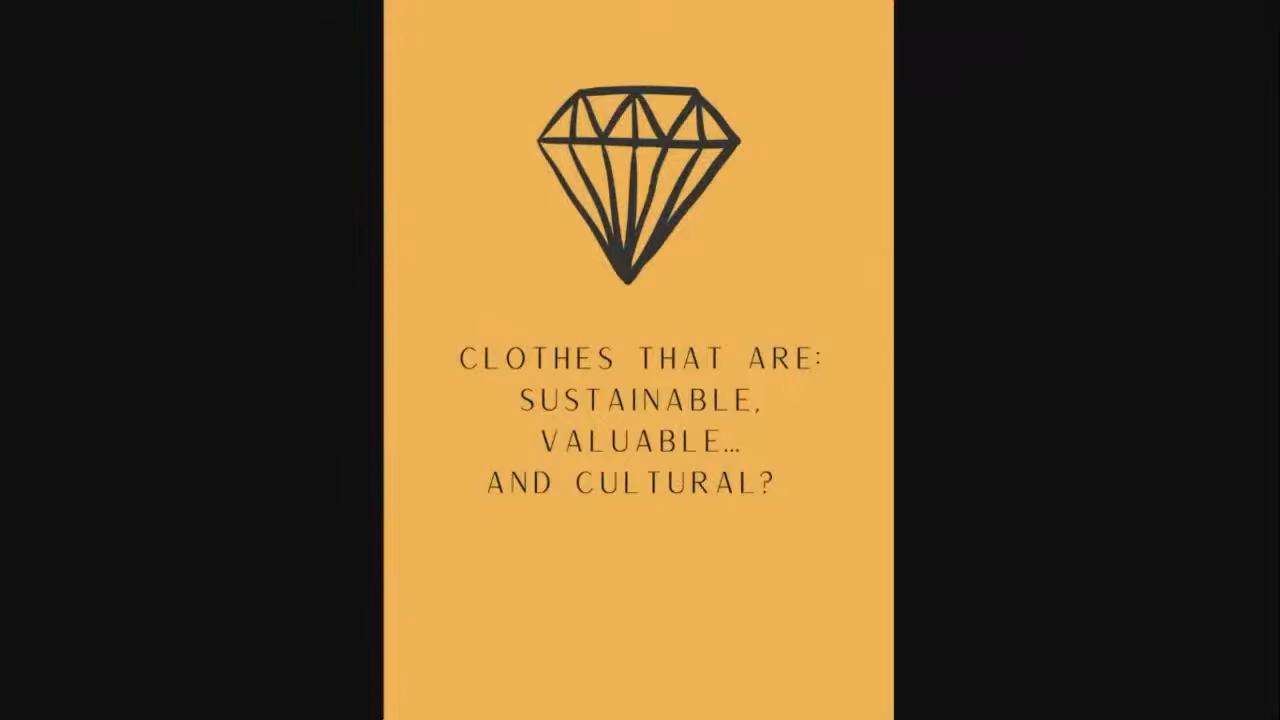 CLOTHES THAT ARE:
SUSTAINABLE,
VALUABLE…
AND CULTURAL?